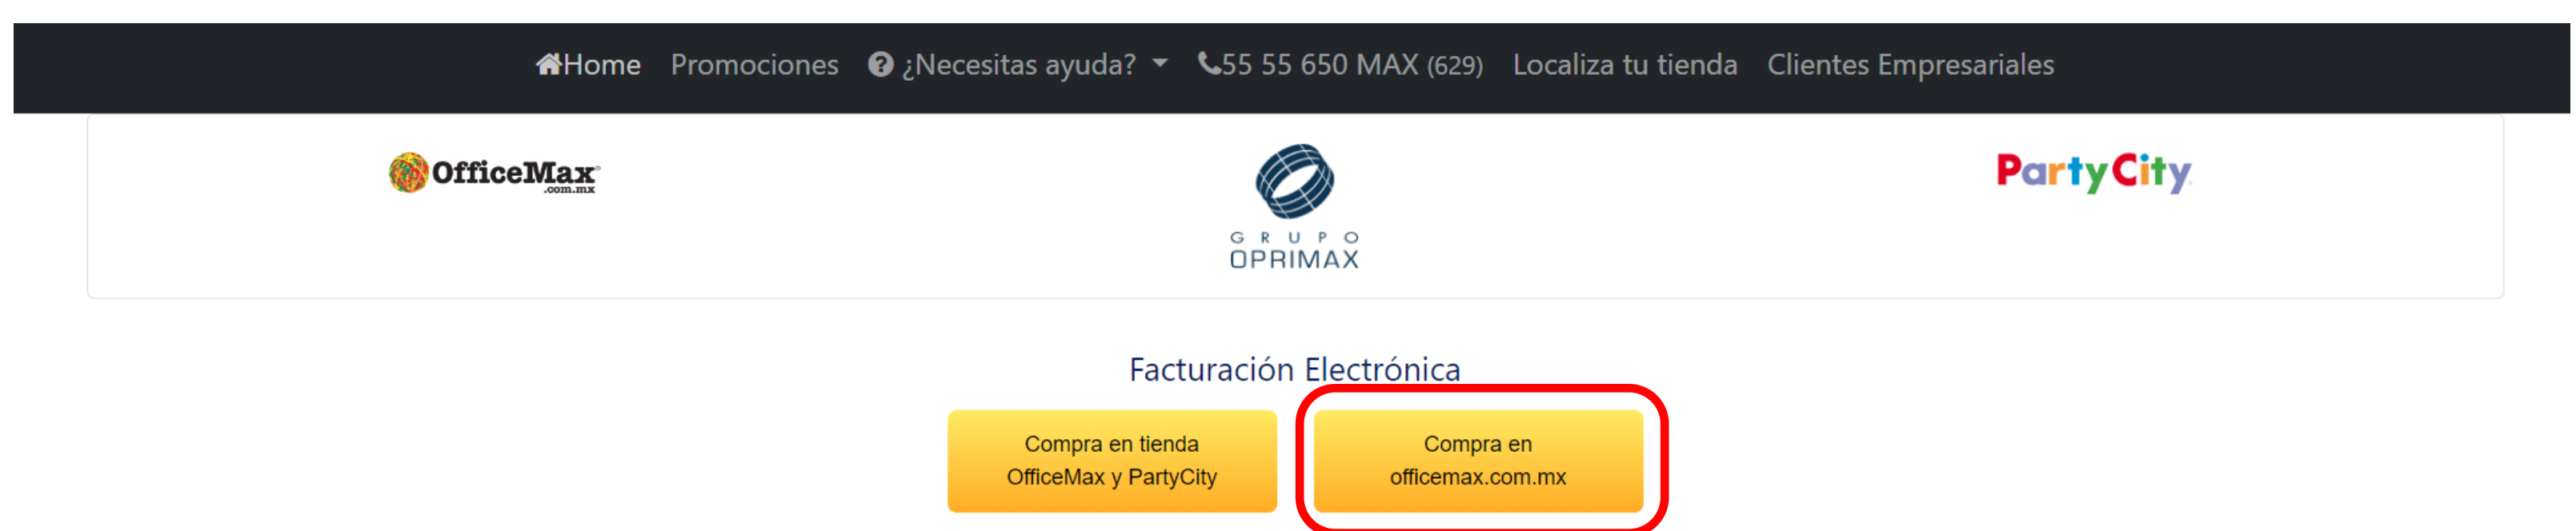 Home Promociones ¿Necesitas ayuda? 55 55 650 MAX (629) Localiza tu tienda Clientes Empresariales
OfficeMax
.com.mx
GRUPO
OPRIMAX
PartyCity
Facturación Electrónica
Compra en tienda
OfficeMax y PartyCity
Compra en
officemax.com.mx